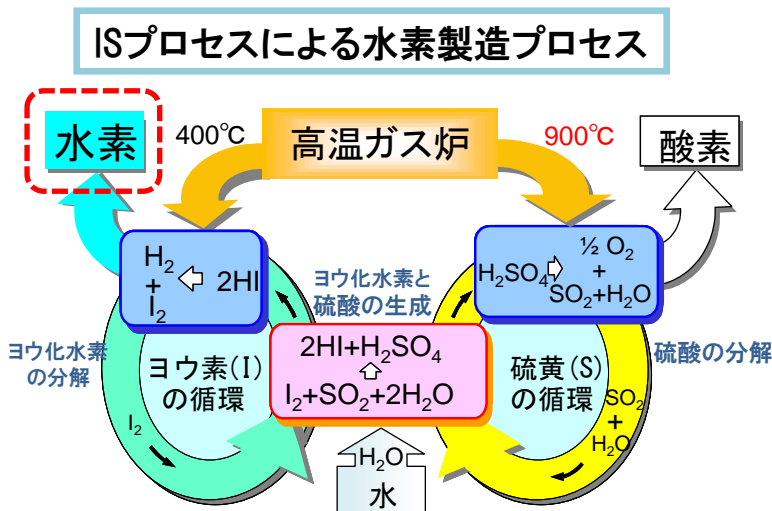 ISプロセスによる水素製造プロセス
水素
400℃
高温ガス炉
900℃
酸素
H₂
+
I₂
2HI
ヨウ化水素と
硫酸の生成
H₂SO₄
½ O₂
+
SO₂+H₂O
ヨウ化水素
の分解
ヨウ素(I)
の循環
2HI+H₂SO₄
I₂+SO₂+2H₂O
硫黄(S)
の循環
硫酸の分解
I₂
SO₂
+
H₂O
H₂O
水